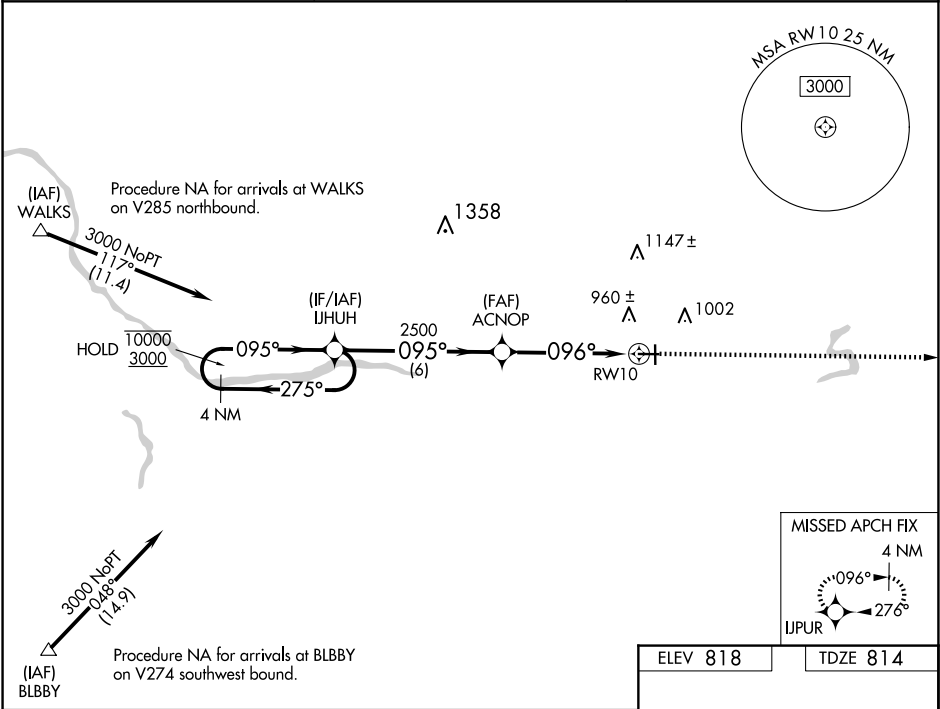 MSA RW10 25 NM
3000
(IAF)
WALKS
Procedure NA for arrivals at WALKS
on V285 northbound.
3000 NoPT
117°
(11.4)
1358
1147 ±
960 ±
1002
(IF/IAF)
IJHUH
(FAF)
ACNOP
HOLD
10000
3000
095°
2500
095°
(6)
096°
RW10
275°
4 NM
3000 NoPT
048°
(14.9)
(IAF)
BLBBY
Procedure NA for arrivals at BLBBY
on V274 southwest bound.
MISSED APCH FIX
4 NM
096°
276°
IJPUR
ELEV 818
TDZE 814